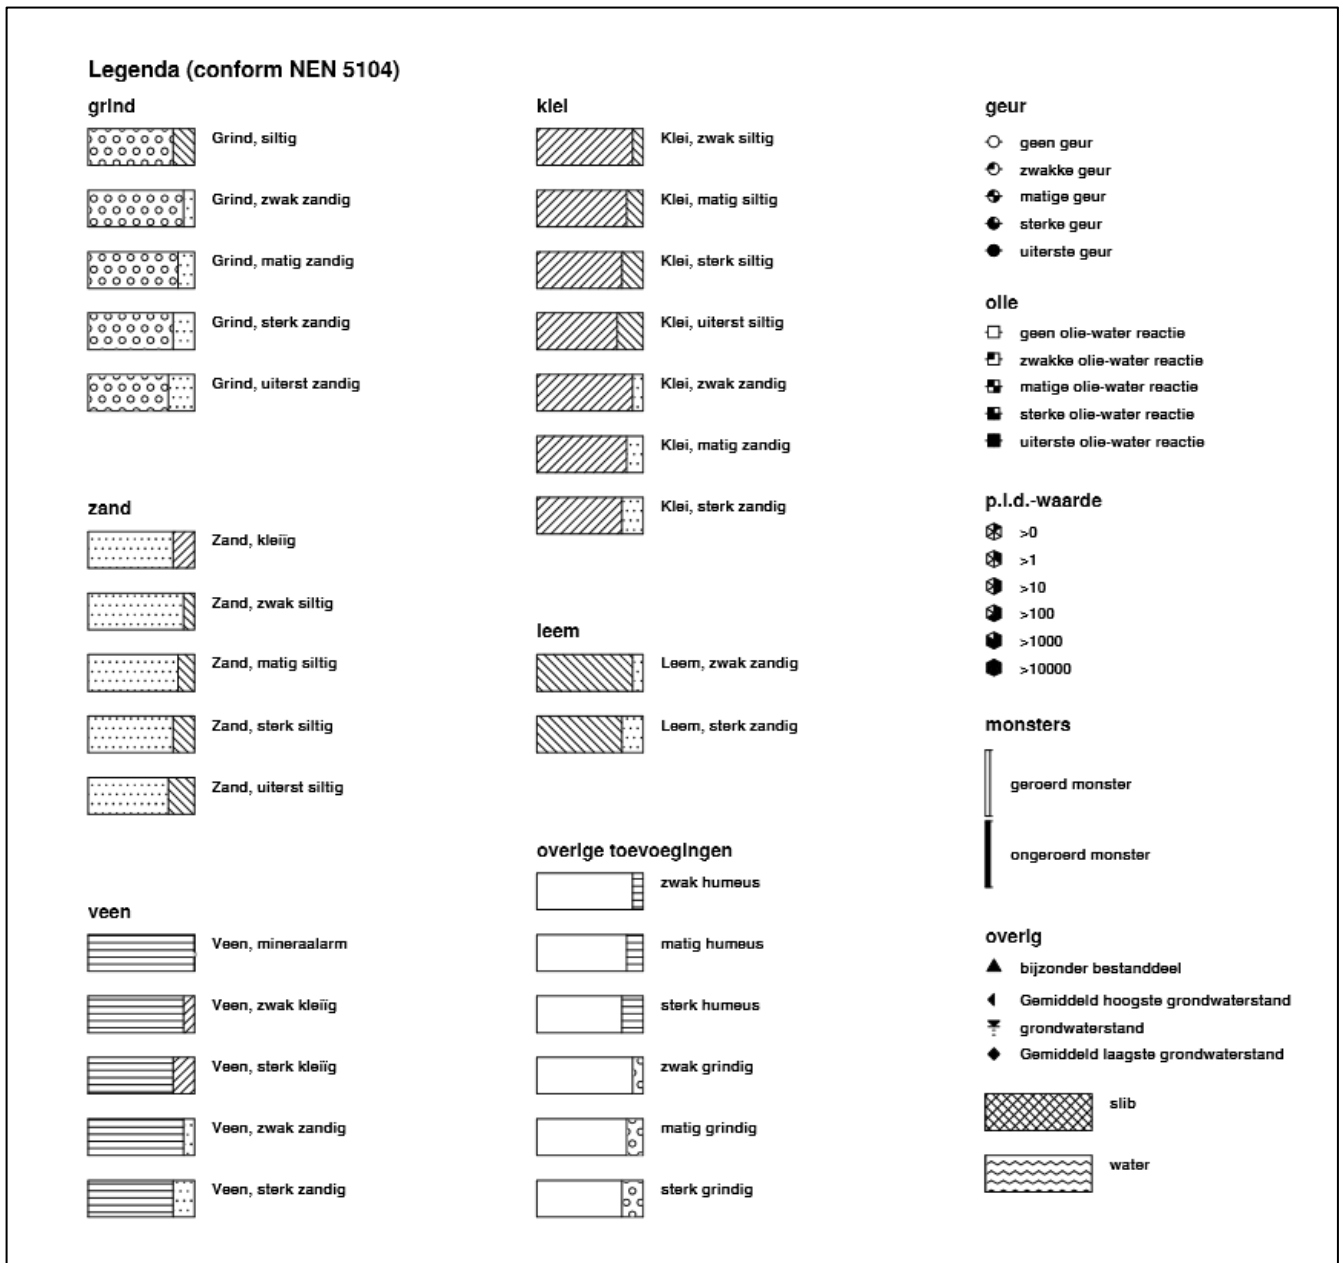 Legenda (conform NEN 5104)
grind
Grind, siltig
Grind, zwak zandig
Grind, matig zandig
Grind, sterk zandig
Grind, uiterst zandig
zand
Zand, kleiïg
Zand, zwak siltig
Zand, matig siltig
Zand, sterk siltig
Zand, uiterst siltig
veen
Veen, mineraalarm
Veen, zwak kleiïg
Veen, sterk kleiïg
Veen, zwak zandig
Veen, sterk zandig
klei
Klei, zwak siltig
Klei, matig siltig
Klei, sterk siltig
Klei, uiterst siltig
Klei, zwak zandig
Klei, matig zandig
Klei, sterk zandig
leem
Leem, zwak zandig
Leem, sterk zandig
overige toevoegingen
zwak humeus
matig humeus
sterk humeus
zwak grindig
matig grindig
sterk grindig
geur
geen geur
zwakke geur
matige geur
sterke geur
uiterste geur
olie
geen olie-water reactie
zwakke olie-water reactie
matige olie-water reactie
sterke olie-water reactie
uiterste olie-water reactie
p.i.d.-waarde
>0
>1
>10
>100
>1000
>10000
monsters
geroerd monster
ongeroerd monster
overig
bijzonder bestanddeel
Gemiddeld hoogste grondwaterstand
grondwaterstand
Gemiddeld laagste grondwaterstand
slib
water